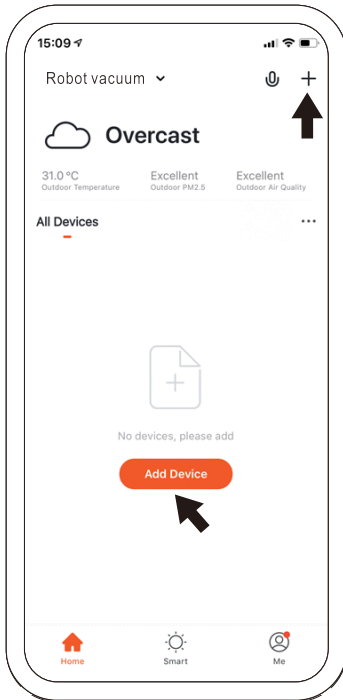 15:09
Robot vacuum
Overcast
31.0 °C Excellent Excellent
Outdoor Temperature Outdoor PM2.5 Outdoor Air Quality
All Devices
No devices, please add
Add Device
Home Smart Me